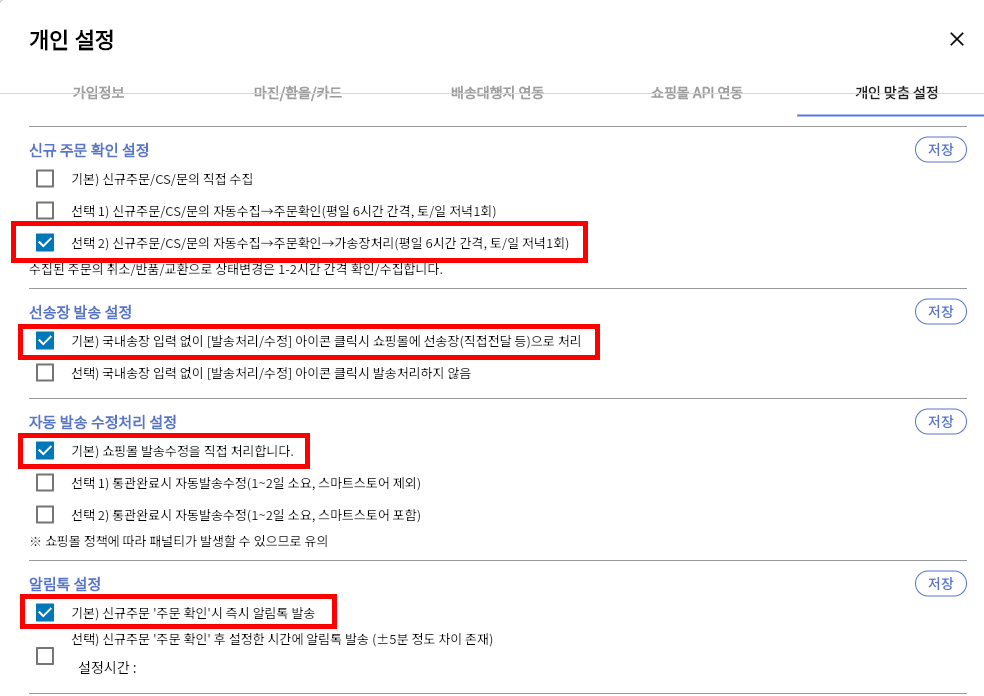 개인 설정
가입정보 마진/환율/카드 배송대행지 연동 쇼핑몰 API 연동 개인 맞춤 설정
신규 주문 확인 설정 저장
기본) 신규주문/CS/문의 직접 수집
선택 1) 신규주문/CS/문의 자동수집→주문확인(평일 6시간 간격, 토/일 저녁1회)
선택 2) 신규주문/CS/문의 자동수집→주문확인→가송장처리(평일 6시간 간격, 토/일 저녁1회)
수집된 주문의 취소/반품/교환으로 상태변경은 1-2시간 간격 확인/수집합니다.
선송장 발송 설정 저장
기본) 국내송장 입력 없이 [발송처리/수정] 아이콘 클릭시 쇼핑몰에 선송장(직접전달 등)으로 처리
선택) 국내송장 입력 없이 [발송처리/수정] 아이콘 클릭시 발송처리하지 않음
자동 발송 수정처리 설정 저장
기본) 쇼핑몰 발송수정을 직접 처리합니다.
선택 1) 통관완료시 자동발송수정(1~2일 소요, 스마트스토어 제외)
선택 2) 통관완료시 자동발송수정(1~2일 소요, 스마트스토어 포함)
※ 쇼핑몰 정책에 따라 패널티가 발생할 수 있으므로 유의
알림톡 설정 저장
기본) 신규주문 '주문 확인'시 즉시 알림톡 발송
선택) 신규주문 '주문 확인' 후 설정한 시간에 알림톡 발송 (±5분 정도 차이 존재)
설정시간 :